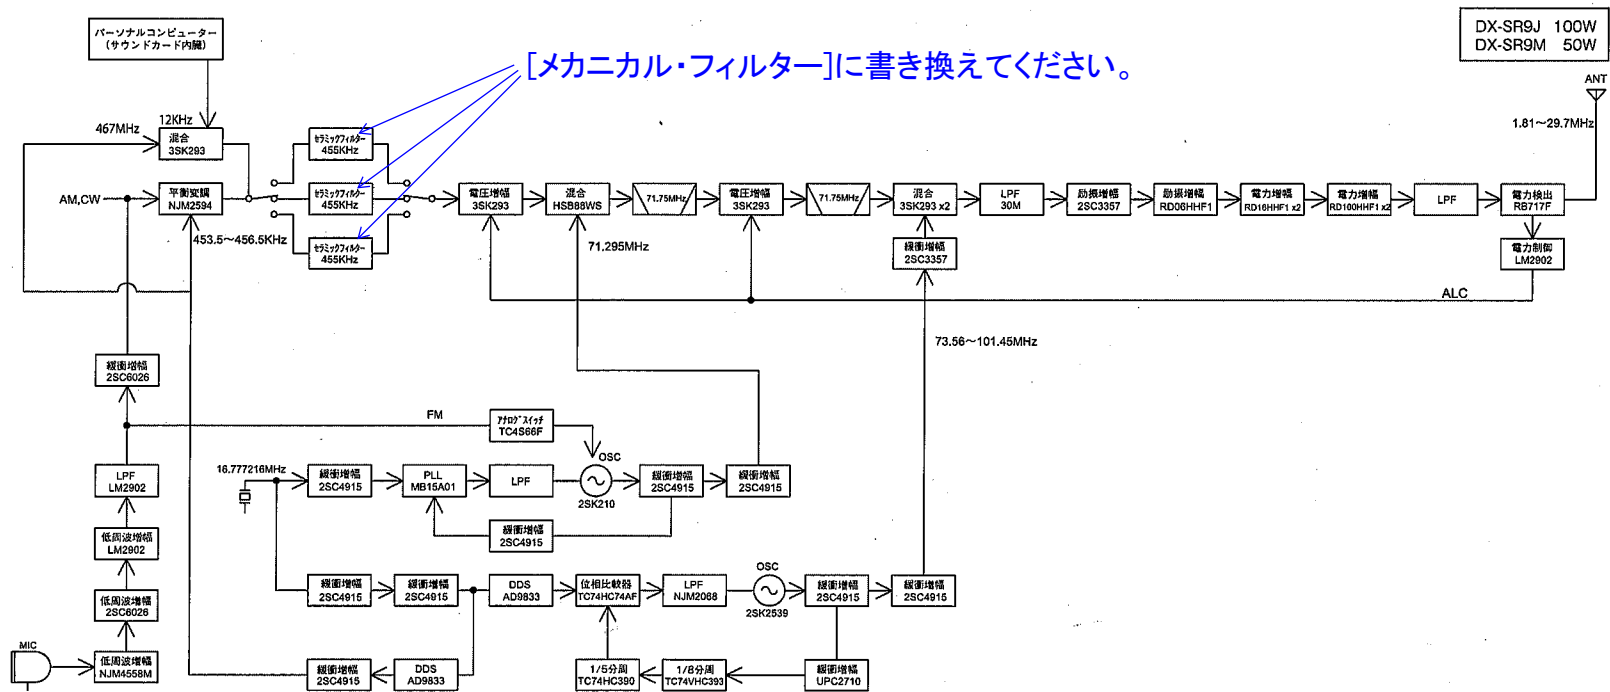 パーソナルコンピューター
(サウンドカード内臓)
[メカニカル・フィルター]に書き換えてください。
DX-SR9J 100W
DX-SR9M 50W
ANT
1.81～29.7MHz
467MHz
12KHz
混合
3SK293
セラミックフィルター
455KHz
AM,CW
平衡変調
NJM2594
セラミックフィルター
455KHz
電圧増幅
3SK293
混合
HSB88WS
71.75MHz
電圧増幅
3SK293
71.75MHz
混合
3SK293 x2
LPF
30M
励振増幅
2SC3357
励振増幅
RD06HHF1
電力増幅
RD16HHF1 x2
電力増幅
RD100HHF1 x2
LPF
電力検出
RB717F
453.5～456.5KHz
セラミックフィルター
455KHz
71.295MHz
緩衝増幅
2SC3357
電力制御
LM2902
ALC
73.56～101.45MHz
緩衝増幅
2SC6026
FM
アナログスイッチ
TC4S66F
OSC
16.777216MHz
LPF
LM2902
緩衝増幅
2SC4915
PLL
MB15A01
LPF
2SK210
緩衝増幅
2SC4915
緩衝増幅
2SC4915
低周波増幅
LM2902
緩衝増幅
2SC4915
OSC
低周波増幅
2SC6026
緩衝増幅
2SC4915
緩衝増幅
2SC4915
DDS
AD9833
位相比較器
TC74HC74AF
LPF
NJM2068
2SK2539
緩衝増幅
2SC4915
緩衝増幅
2SC4915
MIC
低周波増幅
NJM4558M
緩衝増幅
2SC4915
DDS
AD9833
1/5分周
TC74HC390
1/8分周
TC74VHC393
緩衝増幅
UPC2710